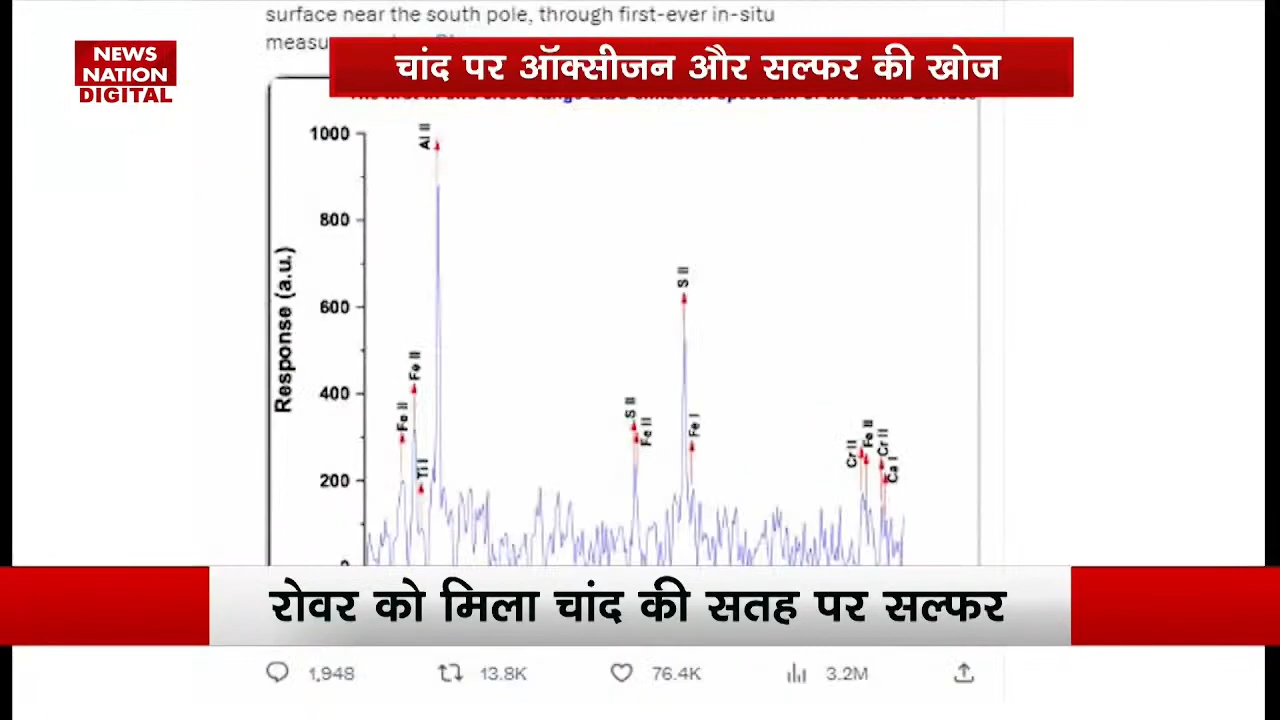 surface near the south pole, through first-ever in-situ
NEWS
NATION
DIGITAL
चांद पर ऑक्सीजन और सल्फर की खोज
1000
800
600
400
200
0
Response (a.u.)
Fe II
Fe II
Ti I
Al II
S II
Fe II
S II
Fe I
Cr II
Fe II
Cr II
Ca I
रोवर को मिला चांद की सतह पर सल्फर
1,948
13.8K
76.4K
3.2M